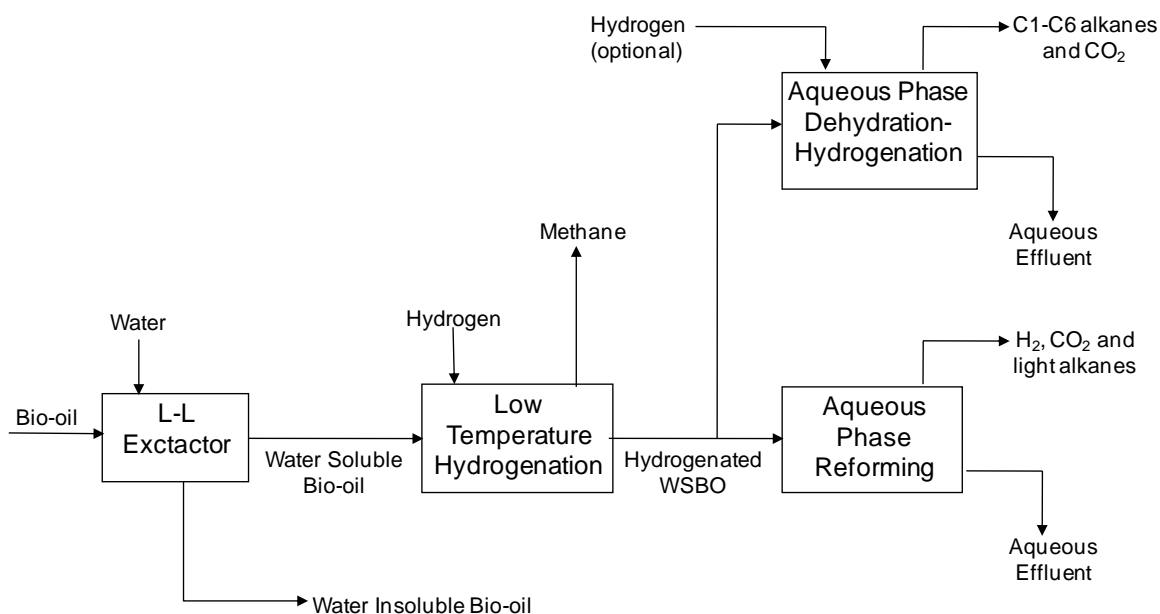 Hydrogen
(optional)
C1-C6 alkanes
and CO₂
Aqueous Phase
Dehydration-
Hydrogenation
Aqueous
Effluent
Methane
Water
Hydrogen
H₂, CO₂ and
light alkanes
Bio-oil
L-L
Exctactor
Water Soluble
Bio-oil
Low
Temperature
Hydrogenation
Hydrogenated
WSBO
Aqueous
Phase
Reforming
Aqueous
Effluent
Water Insoluble Bio-oil